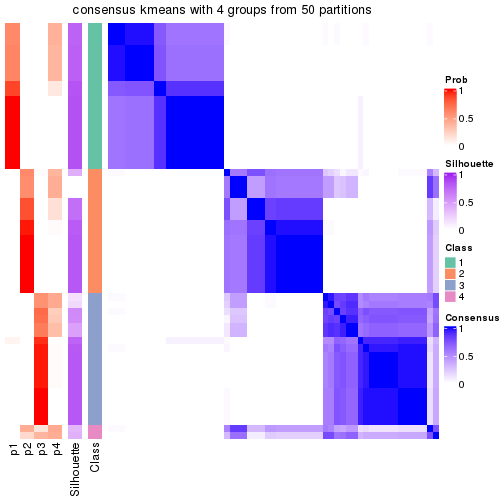 consensus kmeans with 4 groups from 50 partitions
Prob
1
0.5
0
Silhouette
1
0.5
0
Class
1
2
3
4
Consensus
1
0.5
0
p1
p2
p3
p4
Silhouette
Class